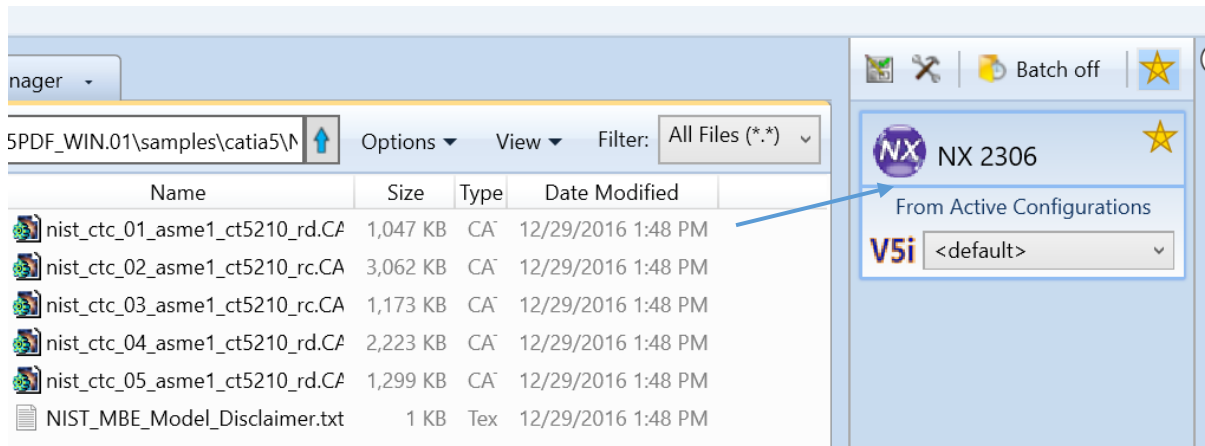 nager
5PDF_WIN.01\samples\catia5\N Options View Filter: All Files (*.*)
Name Size Type Date Modified
nist_ctc_01_asme1_ct5210_rd.CA 1,047 KB CA 12/29/2016 1:48 PM
nist_ctc_02_asme1_ct5210_rc.CA 3,062 KB CA 12/29/2016 1:48 PM
nist_ctc_03_asme1_ct5210_rc.CA 1,173 KB CA 12/29/2016 1:48 PM
nist_ctc_04_asme1_ct5210_rd.CA 2,223 KB CA 12/29/2016 1:48 PM
nist_ctc_05_asme1_ct5210_rd.CA 1,299 KB CA 12/29/2016 1:48 PM
NIST_MBE_Model_Disclaimer.txt 1 KB Tex 12/29/2016 1:48 PM
Batch off
NX NX 2306
From Active Configurations
V5i <default>